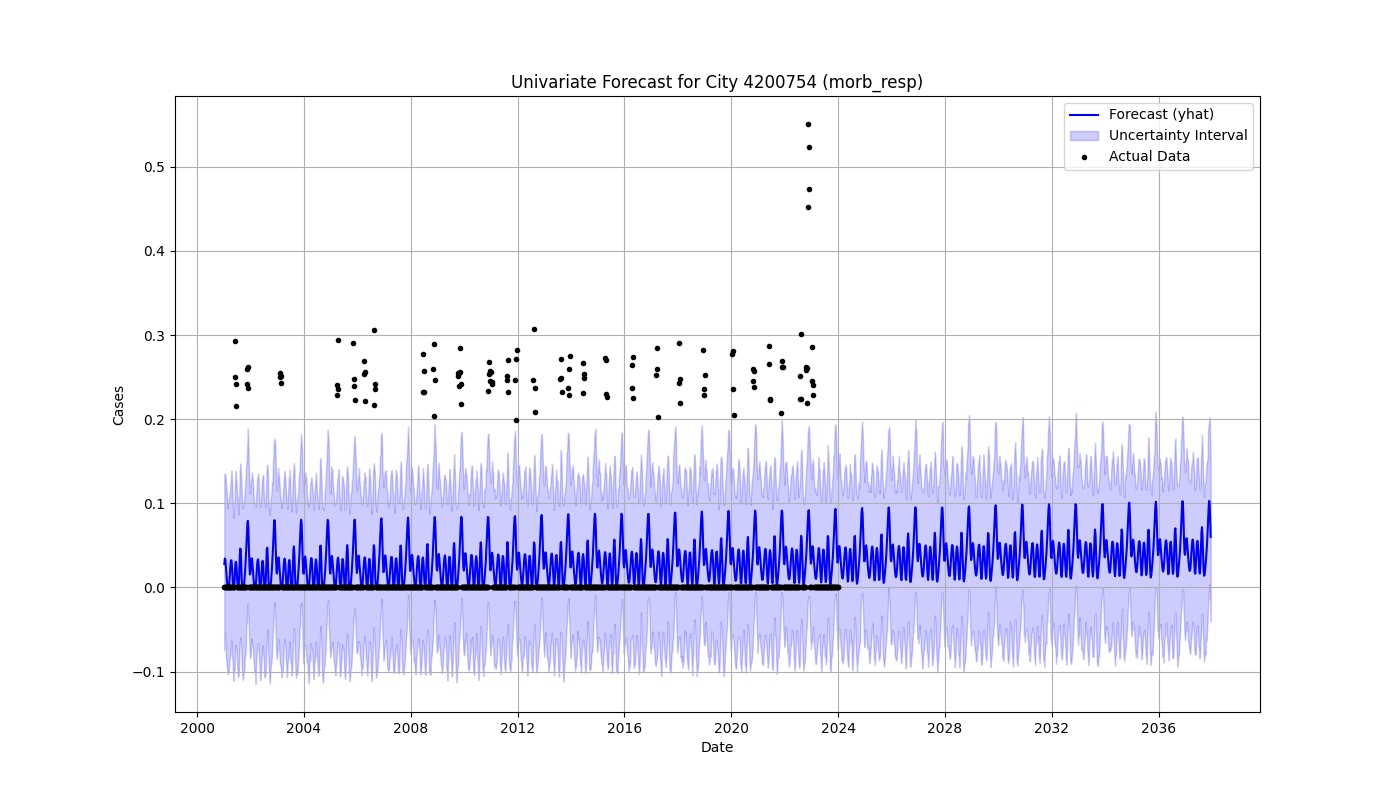 Univariate Forecast for City 4200754 (morb_resp)
Forecast (yhat)
Uncertainty Interval
Actual Data
0.5
0.4
0.3
0.2
0.1
0.0
−0.1
Cases
2000 2004 2008 2012 2016 2020 2024 2028 2032 2036
Date